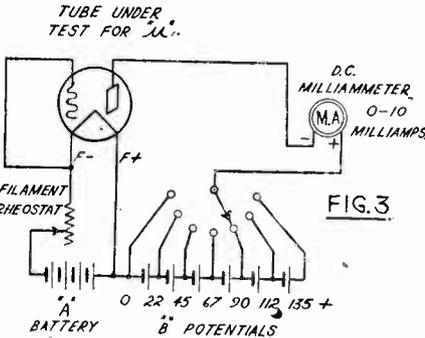 TUBE UNDER
TEST FOR "μ".
D.C.
MILLIAMMETER
0-10
MILLIAMPS.
M.A.
- +
F- F+
FILAMENT
RHEOSTAT
FIG.3
0 22 45 67 90 112 135 +
"A"
BATTERY
"B" POTENTIALS